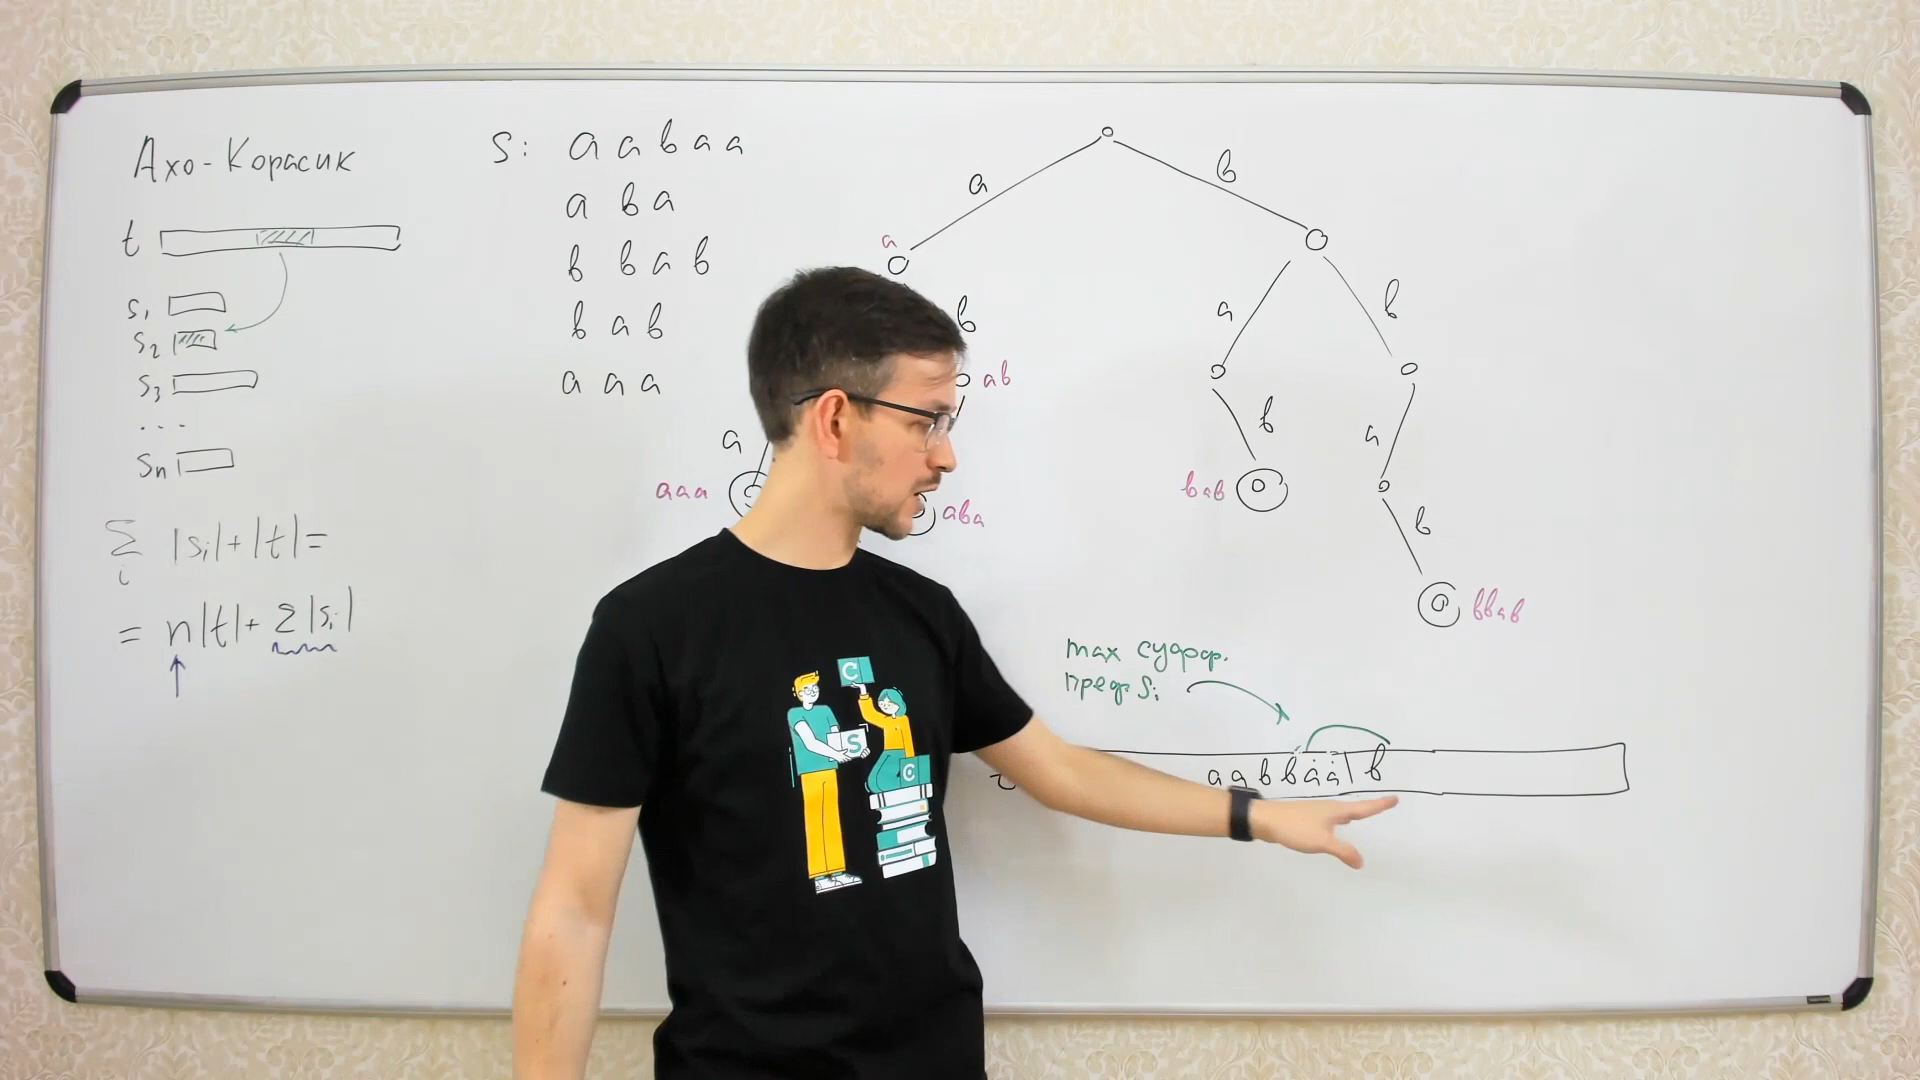 Ахо-Корасик
t
s₁
s₂
s₃
...
sₙ
Σ |sᵢ| + |t| =
i
= n|t| + Σ|sᵢ|
S: a a b a a
a b a
b b a b
b a b
a a a
a b
a
b a b
b ab
a a b
aaa aba bab
b
bbab
max суфф.
преф Sᵢ
a a b b a a | b
C
S
C